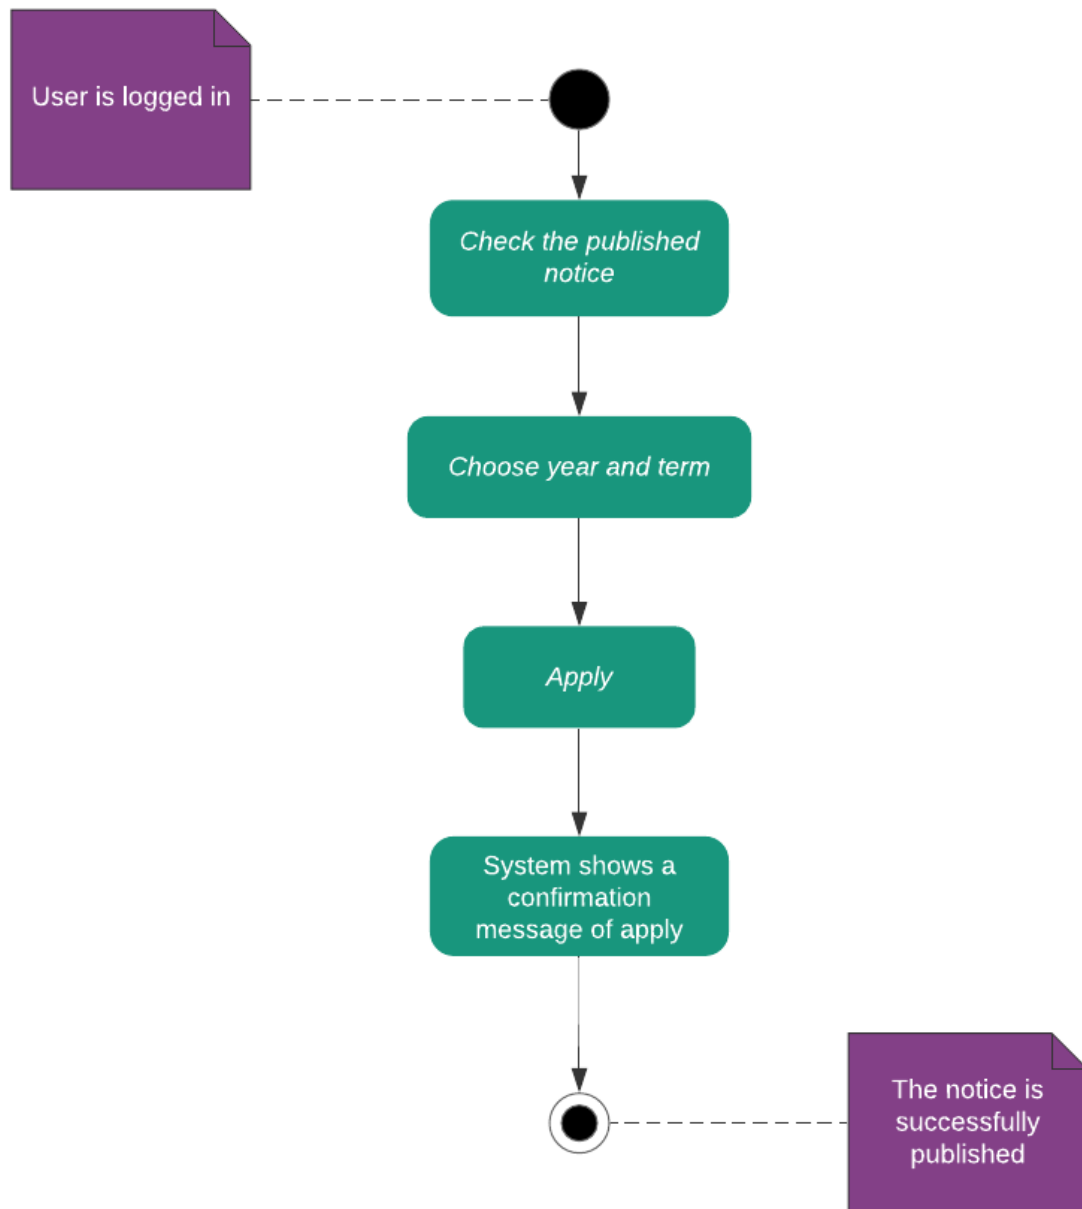 User is logged in
Check the published
notice
Choose year and term
Apply
System shows a
confirmation
message of apply
The notice is
successfully
published